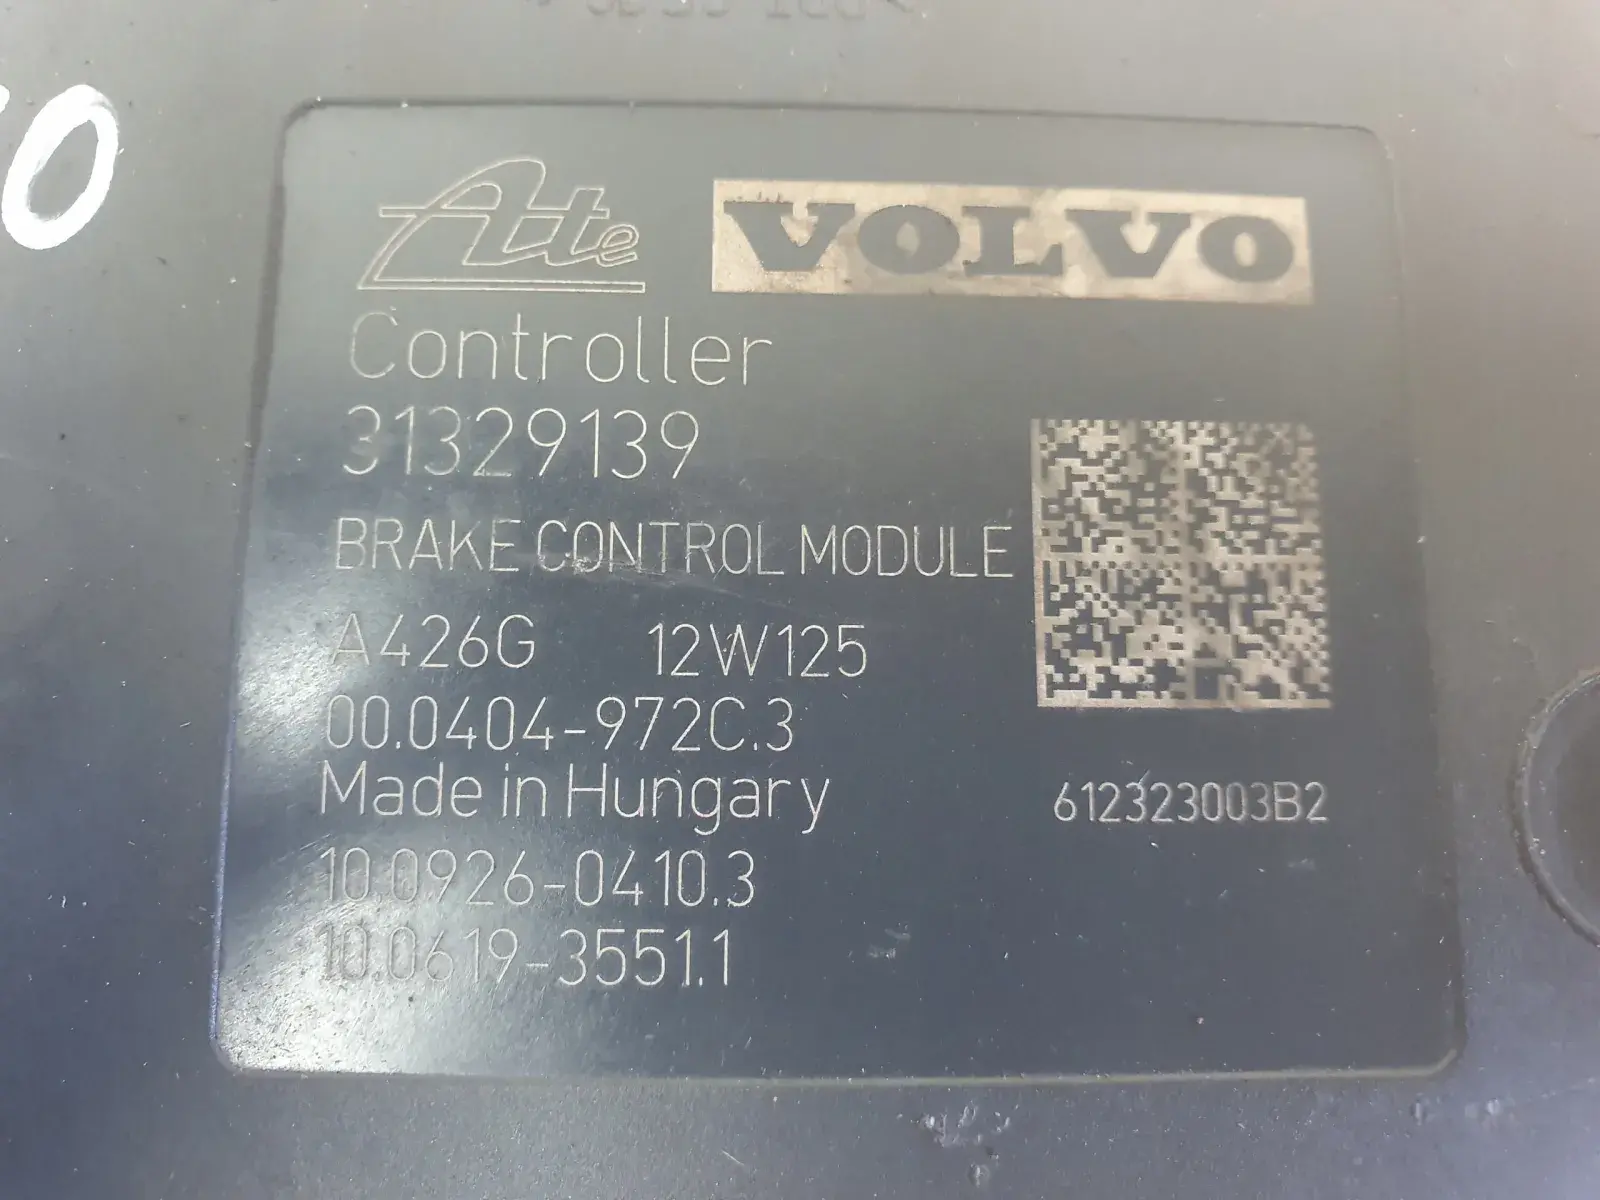 Ate VOLVO
Controller
31329139
BRAKE CONTROL MODULE
A426G 12W125
00.0404-972C.3
Made in Hungary
612323003B2
10.0926-0410.3
10.0619-3551.1